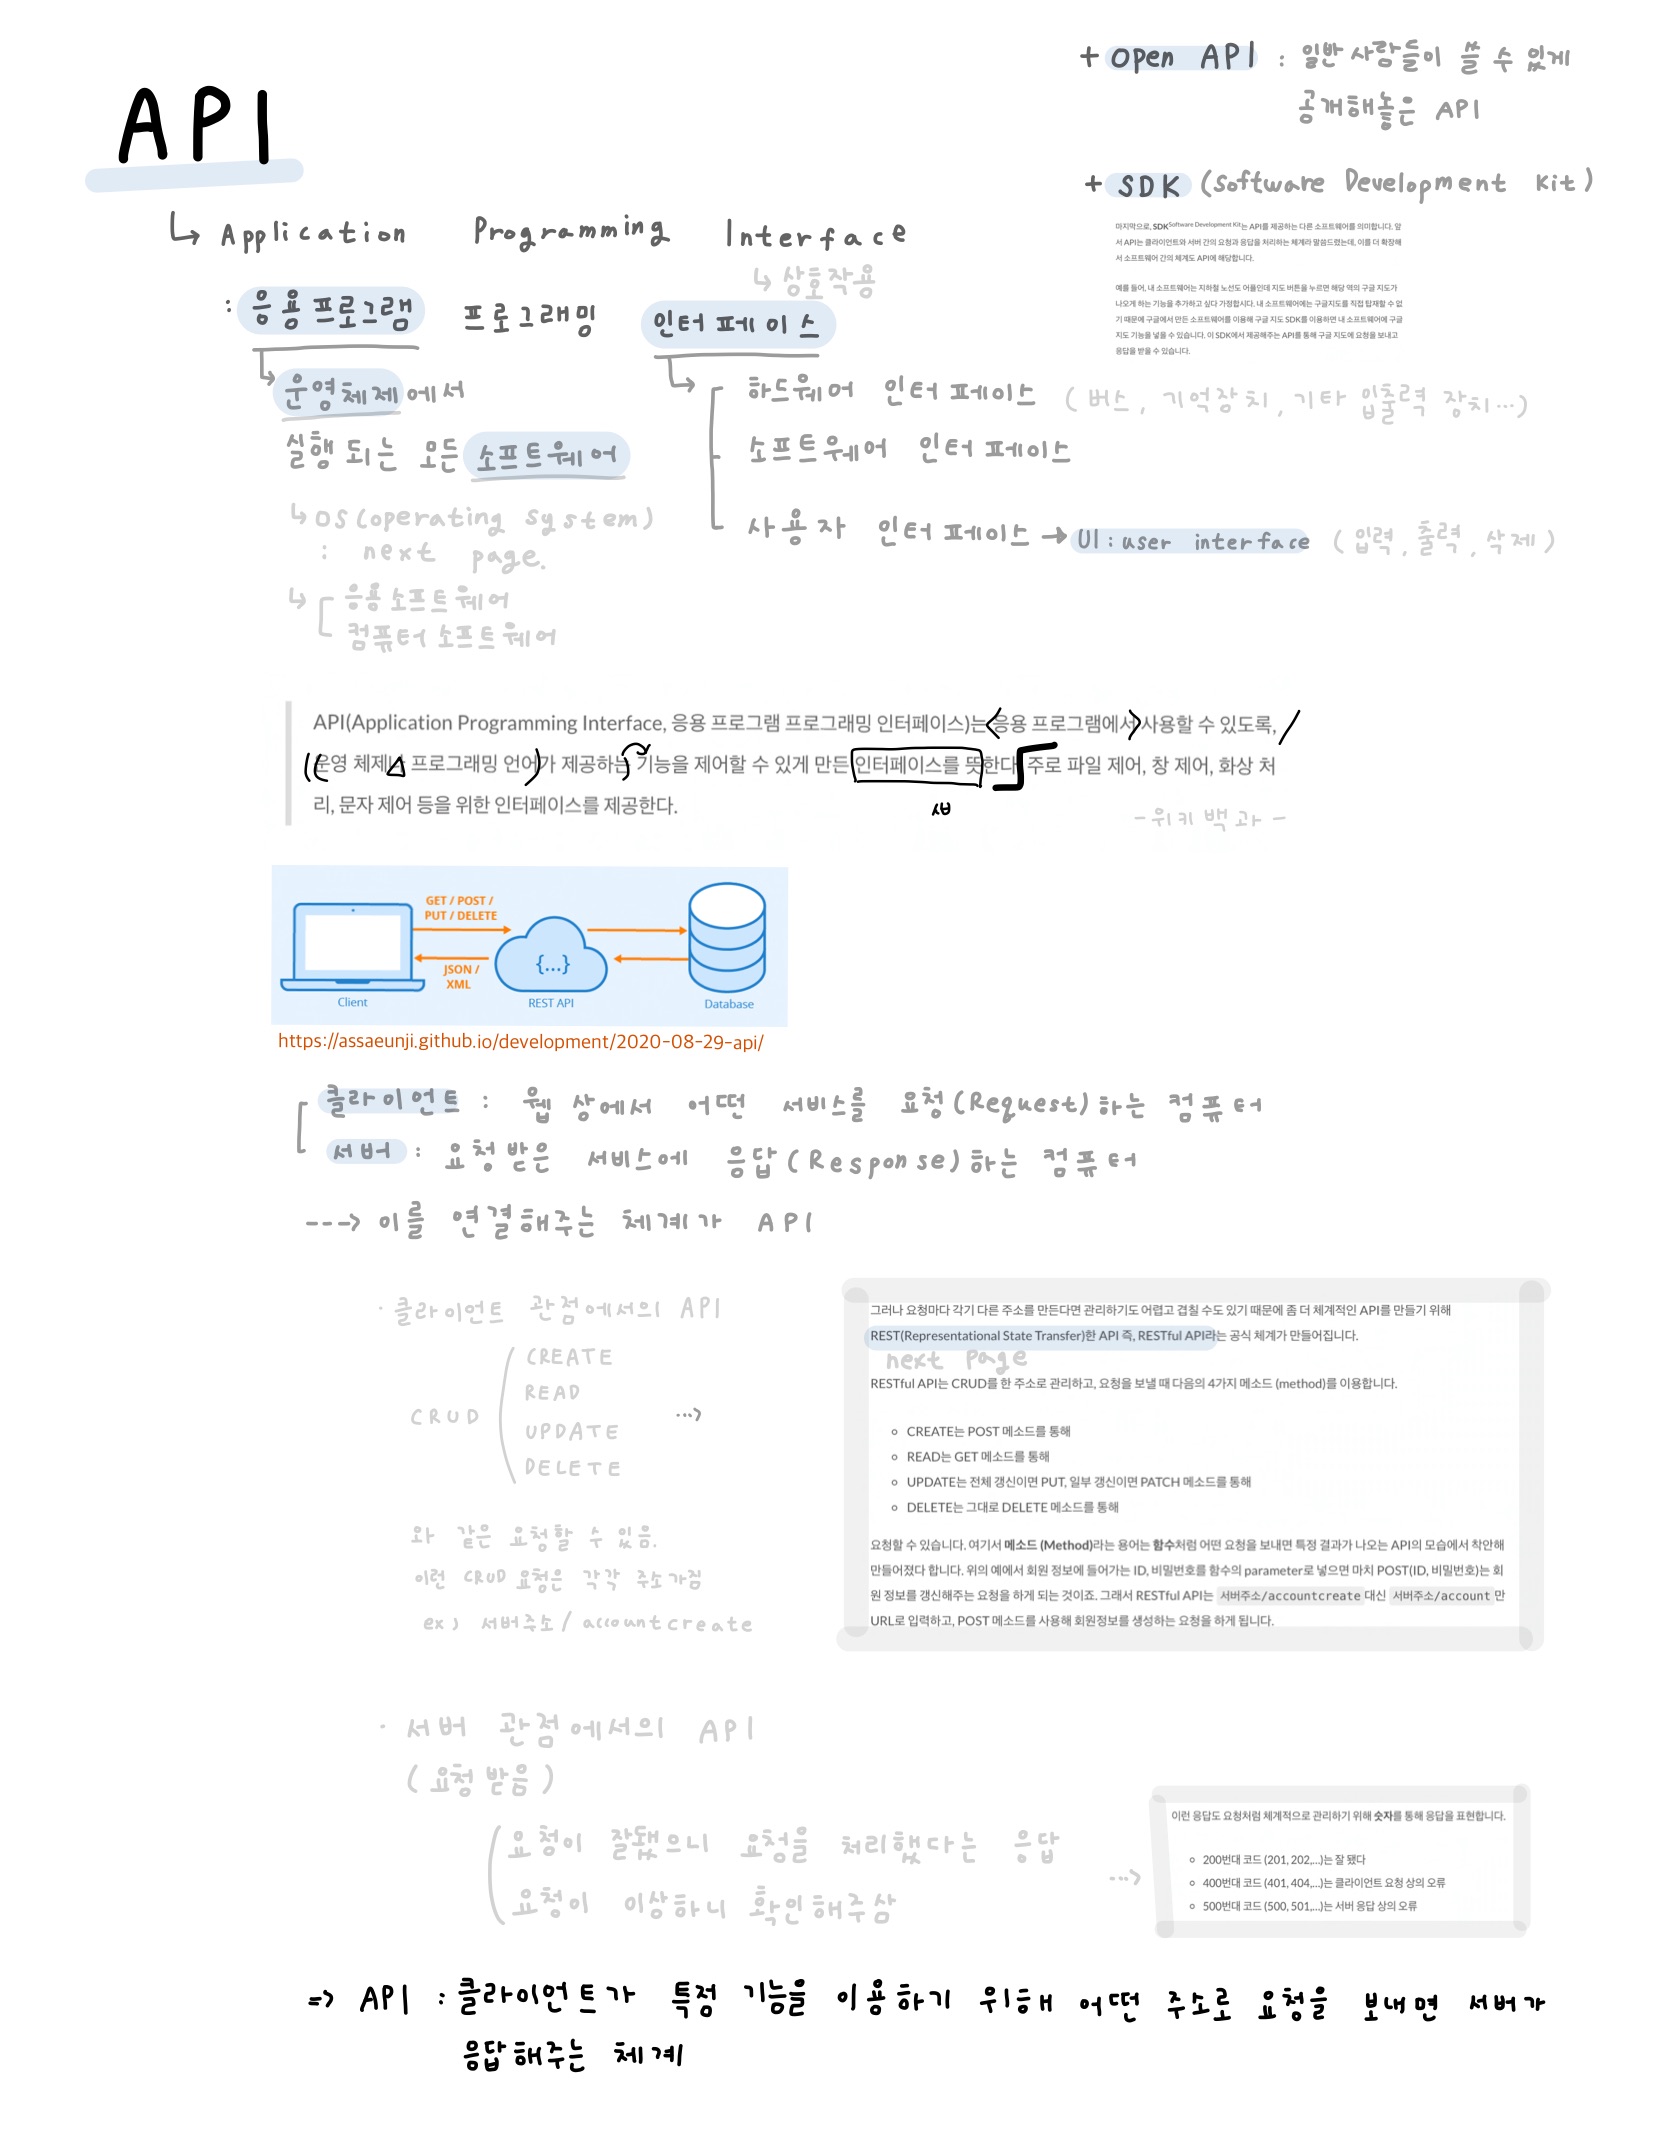 API
↳ Application Programming Interface
↳ 상호작용
: 응용프로그램 프로그래밍 인터페이스
운영체제에서
실행되는 모든 소프트웨어
↳ OS(operating system)
: next page.
↳ 응용소프트웨어
컴퓨터 소프트웨어
하드웨어 인터페이스 (버스, 기억장치, 기타 입출력 장치…)
소프트웨어 인터페이스
사용자 인터페이스 → UI : user interface (입력, 출력, 삭제)
+ Open API : 일반 사람들이 쓸 수 있게
공개해놓은 API
+ SDK (Software Development Kit)
마지막으로, SDK Software Development Kit는 API를 제공하는 다른 소프트웨어를 의미합니다. 앞
서 API는 클라이언트와 서버 간의 요청과 응답을 처리하는 체계라 말씀드렸는데, 이를 더 확장해
서 소프트웨어 간의 체계도 API에 해당합니다.
예를 들어, 내 소프트웨어는 지하철 노선도 어플인데 지도 버튼을 누르면 해당 역의 구글 지도가
나오게 하는 기능을 추가하고 싶다 가정합시다. 내 소프트웨어에는 구글지도를 직접 탑재할 수 없
기 때문에 구글에서 만든 소프트웨어를 이용해 구글 지도 SDK를 이용하면 내 소프트웨어에 구글
지도 기능을 넣을 수 있습니다. 이 SDK에서 제공해주는 API를 통해 구글 지도에 요청을 보내고
응답을 받을 수 있습니다.
API(Application Programming Interface, 응용 프로그램 프로그래밍 인터페이스)는 응용 프로그램에서 사용할 수 있도록,
운영 체제나 프로그래밍 언어가 제공하는 기능을 제어할 수 있게 만든 인터페이스를 뜻한다. 주로 파일 제어, 창 제어, 화상 처
리, 문자 제어 등을 위한 인터페이스를 제공한다.
- 위키백과 -
GET / POST /
PUT / DELETE
JSON /
XML
{...}
Client REST API Database
https://assaeunji.github.io/development/2020-08-29-api/
클라이언트 : 웹 상에서 어떤 서비스를 요청(Request)하는 컴퓨터
서버 : 요청받은 서비스에 응답(Response)하는 컴퓨터
---> 이를 연결해주는 체계가 API
· 클라이언트 관점에서의 API
CRUD
CREATE
READ
UPDATE
DELETE
와 같은 요청할 수 있음.
이런 CRUD 요청은 각각 주소가짐
ex) 서버주소/accountcreate
그러나 요청마다 각기 다른 주소를 만든다면 관리하기도 어렵고 겹칠 수도 있기 때문에 좀 더 체계적인 API를 만들기 위해
REST(Representational State Transfer)한 API 즉, RESTful API라는 공식 체계가 만들어집니다.
next page
RESTful API는 CRUD를 한 주소로 관리하고, 요청을 보낼 때 다음의 4가지 메소드 (method)를 이용합니다.
CREATE는 POST 메소드를 통해
READ는 GET 메소드를 통해
UPDATE는 전체 갱신이면 PUT, 일부 갱신이면 PATCH 메소드를 통해
DELETE는 그대로 DELETE 메소드를 통해
요청할 수 있습니다. 여기서 메소드 (Method)라는 용어는 함수처럼 어떤 요청을 보내면 특정 결과가 나오는 API의 모습에서 착안해
만들어졌다 합니다. 위의 예에서 회원 정보에 들어가는 ID, 비밀번호를 함수의 parameter로 넣으면 마치 POST(ID, 비밀번호)는 회
원 정보를 갱신해주는 요청을 하게 되는 것이죠. 그래서 RESTful API는 서버주소/accountcreate 대신 서버주소/account 만
URL로 입력하고, POST 메소드를 사용해 회원정보를 생성하는 요청을 하게 됩니다.
· 서버 관점에서의 API
(요청 받음)
요청이 잘됐으니 요청을 처리했다는 응답
요청이 이상하니 확인해주삼
이런 응답도 요청처럼 체계적으로 관리하기 위해 숫자를 통해 응답을 표현합니다.
200번대 코드 (201, 202,...)는 잘 됐다
400번대 코드 (401, 404,...)는 클라이언트 요청 상의 오류
500번대 코드 (500, 501,...)는 서버 응답 상의 오류
=> API : 클라이언트가 특정 기능을 이용하기 위해 어떤 주소로 요청을 보내면 서버가
응답해주는 체계